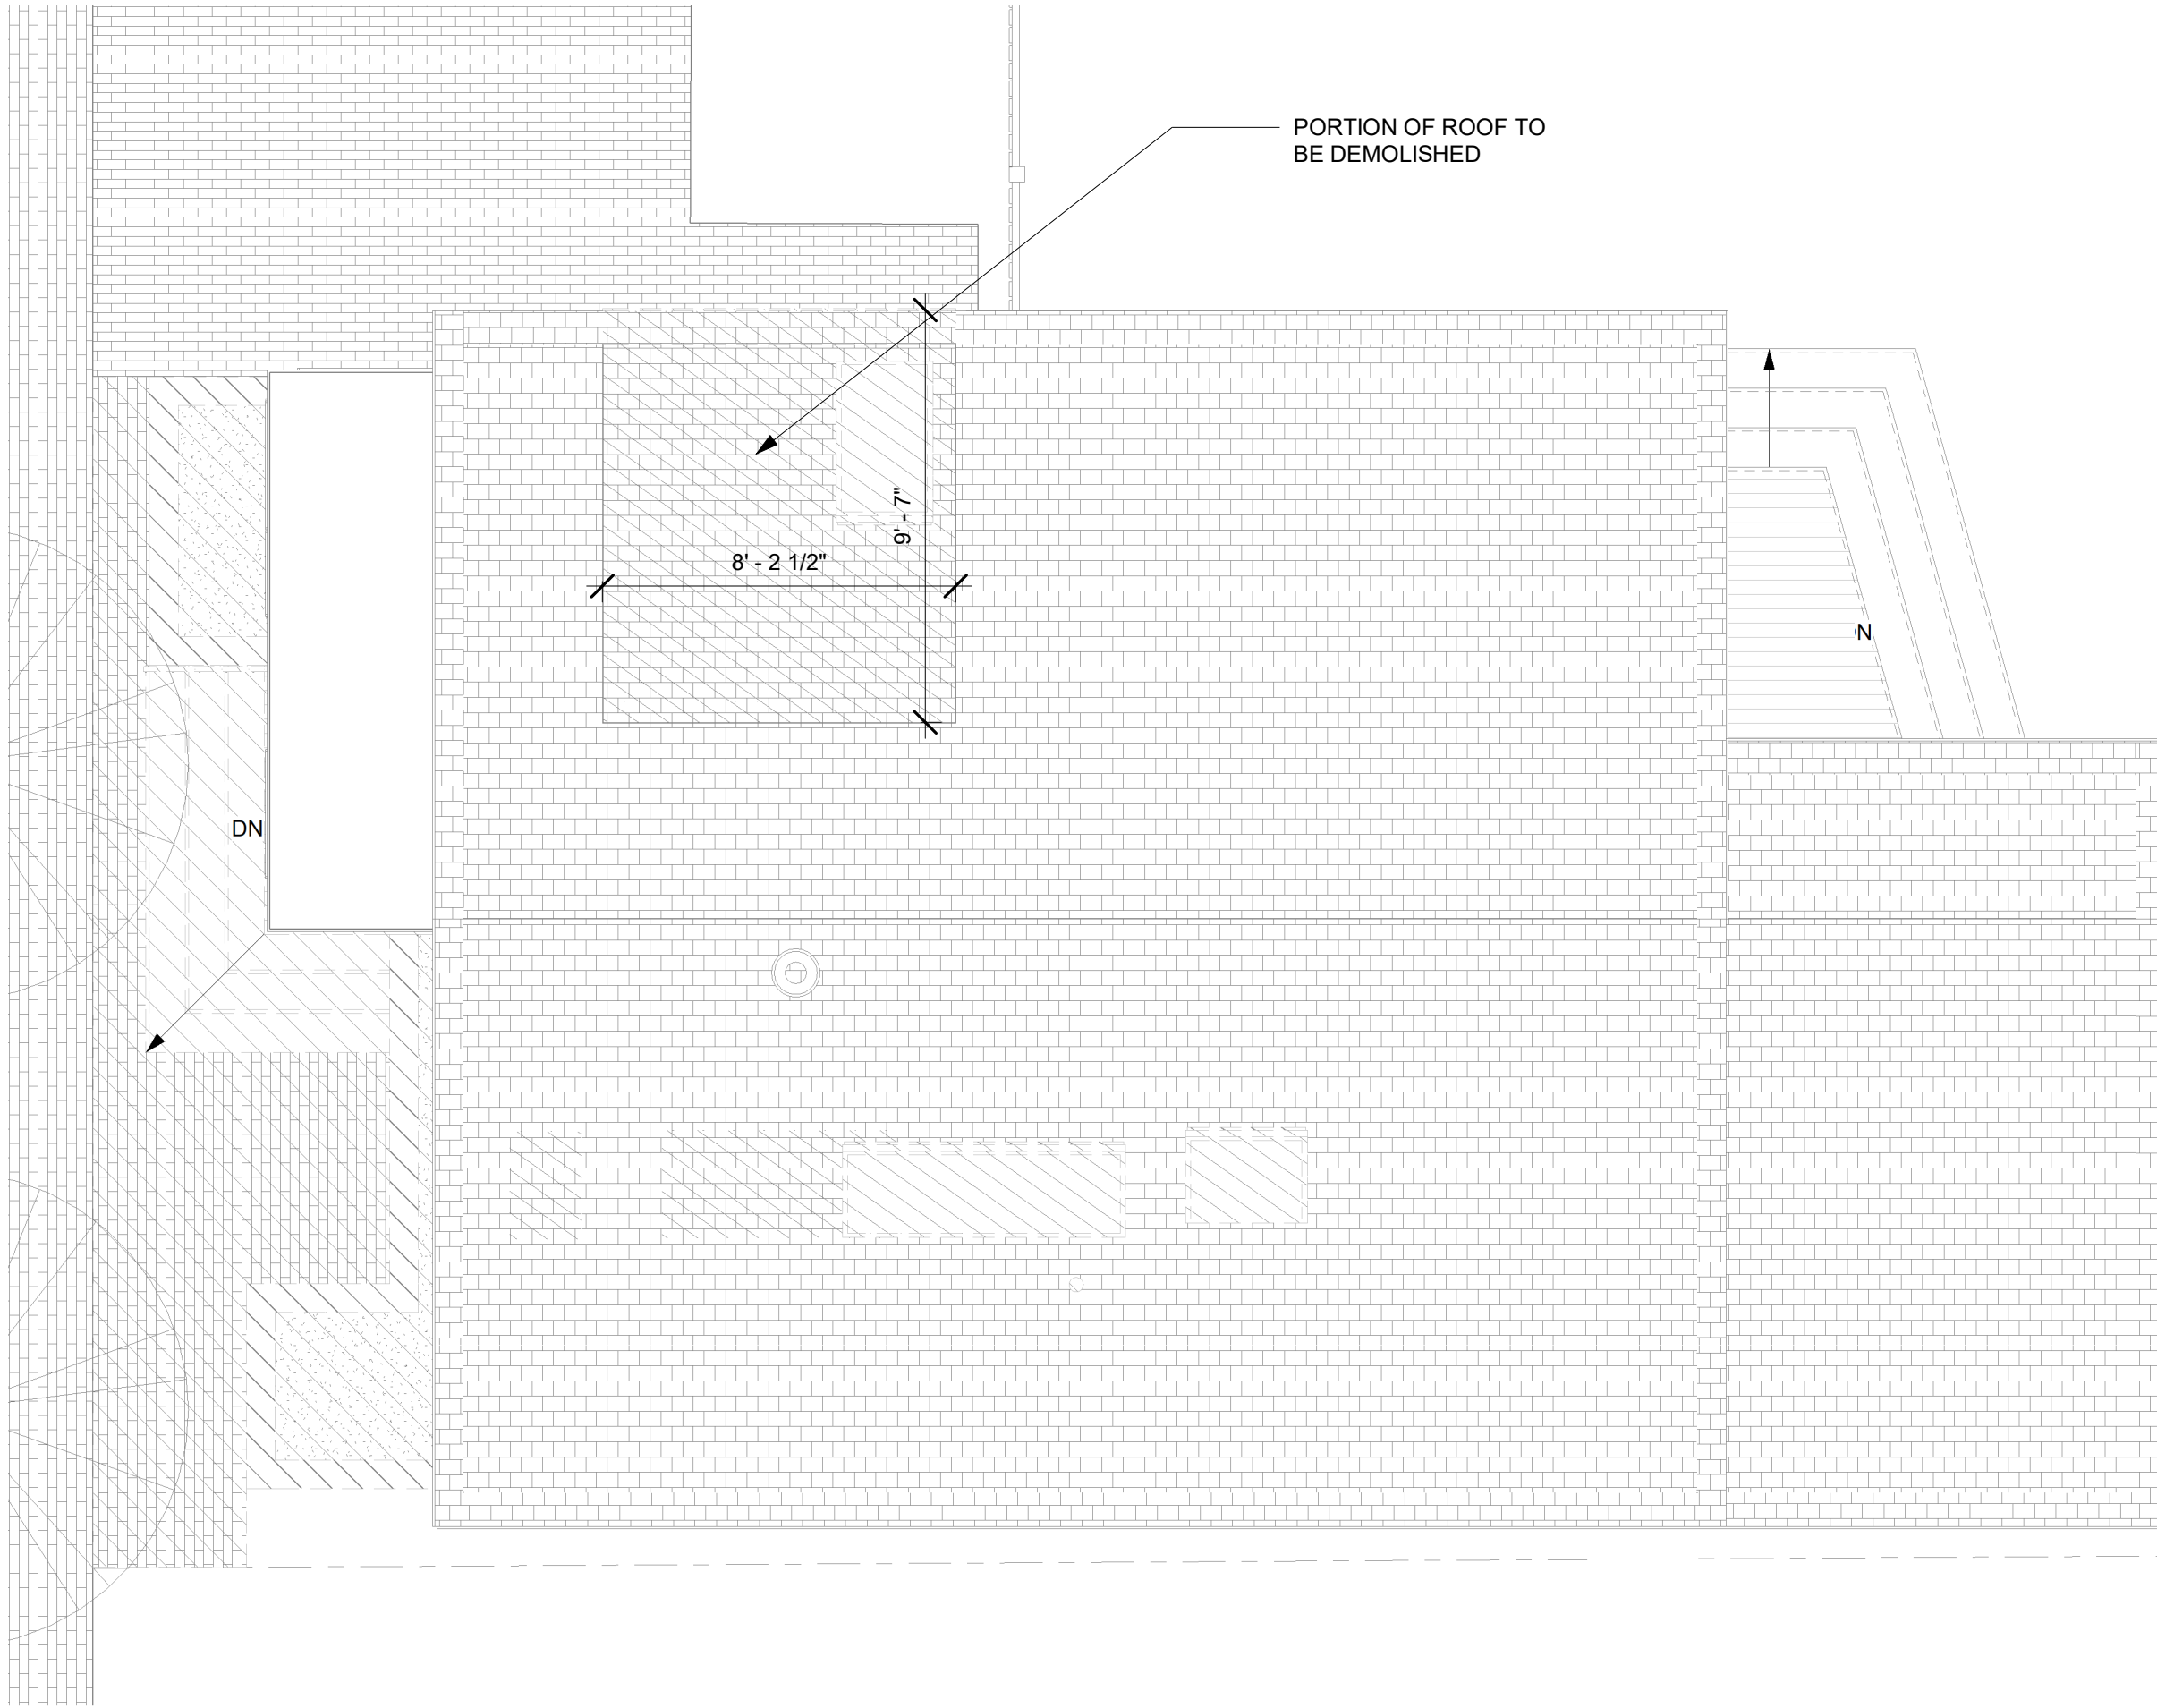 PORTION OF ROOF TO
BE DEMOLISHED
9' - 7"
8' - 2 1/2"
N
DN